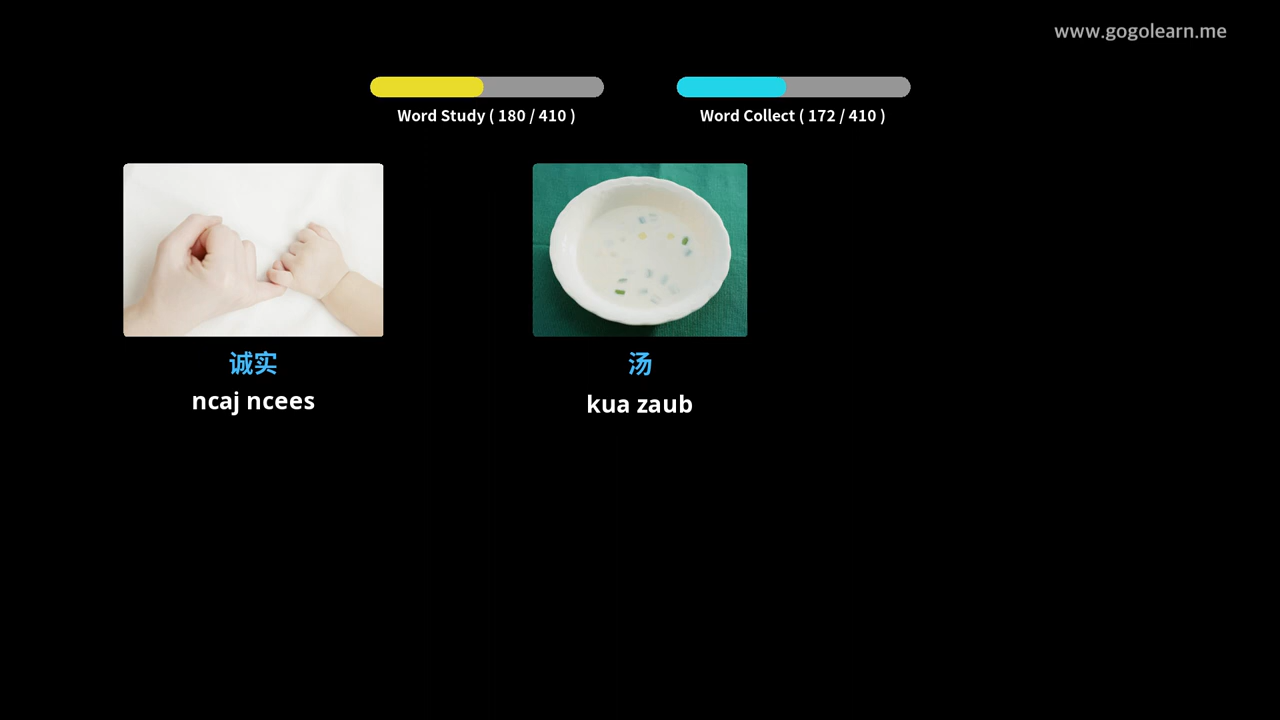 www.gogolearn.me
Word Study ( 180 / 410 )
Word Collect ( 172 / 410 )
诚实
ncaj ncees
汤
kua zaub